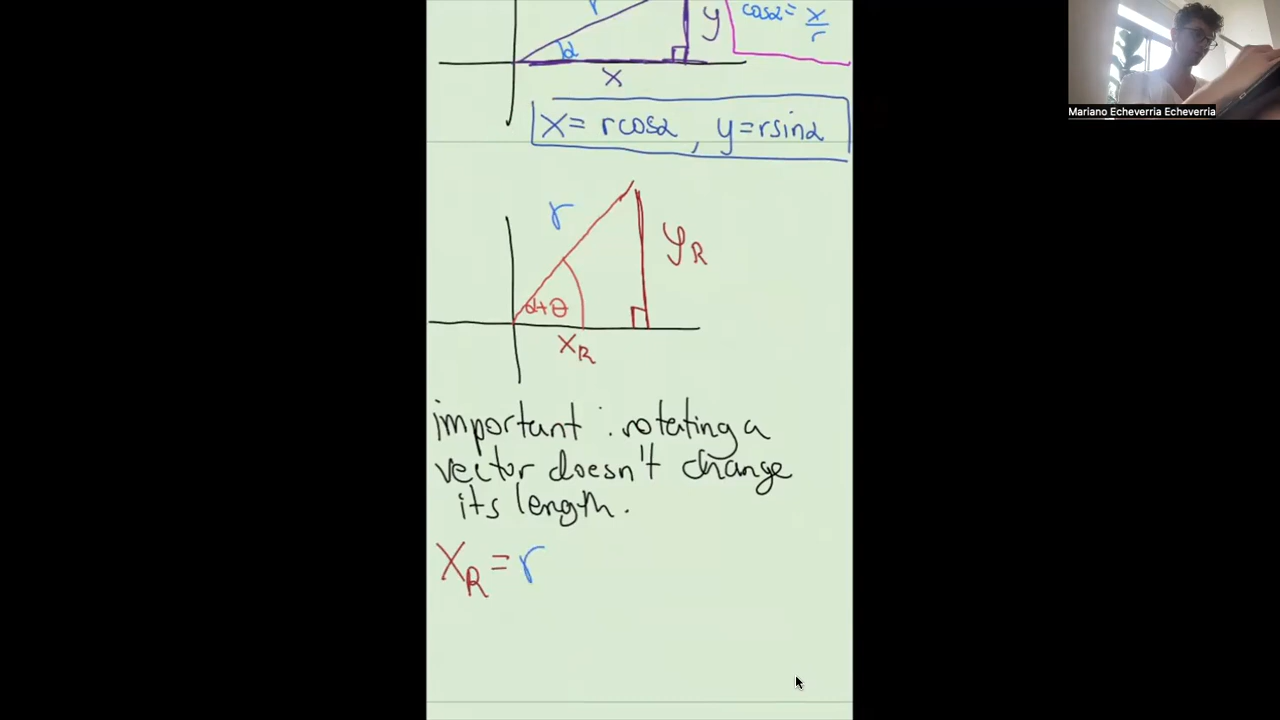 r
y
cosα = x/r
α
x
x = rcosα , y = rsinα
r
y_R
α+θ
x_R
important : rotating a
vector doesn't change
its length.
x_R = r
Mariano Echeverria Echeverria